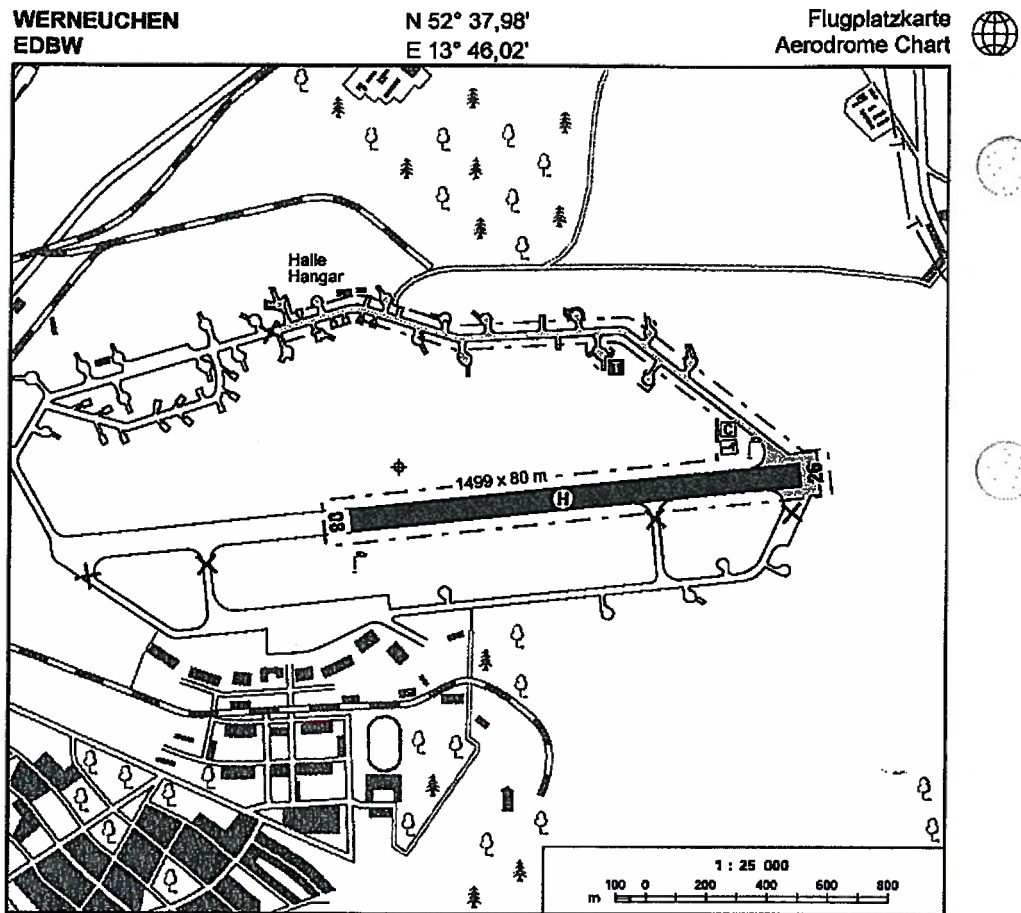 WERNEUCHEN
EDBW
N 52° 37,98'
E 13° 46,02'
Flugplatzkarte
Aerodrome Chart
Halle
Hangar
T
C
1499 x 80 m
H
08
26
1 : 25 000
m 100 0 200 400 600 800